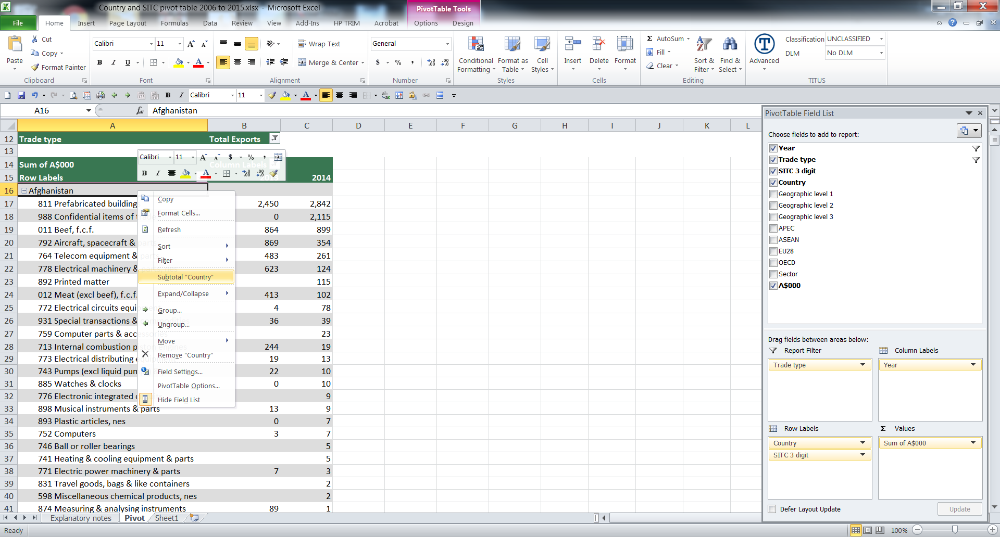 Country and SITC pivot table 2006 to 2015.xlsx - Microsoft Excel
PivotTable Tools
File Home Insert Page Layout Formulas Data Review View Add-Ins HP TRIM Acrobat Options Design
Cut
Copy
Format Painter
Paste
Clipboard
Calibri 11
B I U
Font
Wrap Text
Merge & Center
Alignment
General
$ % ,
Number
Conditional Formatting
Format as Table
Cell Styles
Styles
Insert Delete Format
Cells
AutoSum
Fill
Clear
Sort & Filter
Find & Select
Editing
Advanced
Classification UNCLASSIFIED
DLM No DLM
TITUS
B I Calibri 11
A16 fx Afghanistan
A B C D E F G H I J K L
12 Trade type Total Exports
13
14 Sum of A$000 Column Labels
15 Row Labels 2014
16 Afghanistan
17 811 Prefabricated building 2,450 2,842
18 988 Confidential items of 0 2,115
19 011 Beef, f.c.f. 864 899
20 792 Aircraft, spacecraft & parts 869 354
21 764 Telecom equipment & 483 261
22 778 Electrical machinery & 623 124
23 892 Printed matter 115
24 012 Meat (excl beef), f.c.f. 413 102
25 772 Electrical circuits equi 4 78
26 931 Special transactions & 36 39
27 759 Computer parts & accessories 23
28 713 Internal combustion piston engines 244 19
29 773 Electrical distributing 19 13
30 743 Pumps (excl liquid pum 22 10
31 885 Watches & clocks 0 10
32 776 Electronic integrated 9
33 898 Musical instruments & parts 13 9
34 893 Plastic articles, nes 0 7
35 752 Computers 3 7
36 746 Ball or roller bearings 5
37 741 Heating & cooling equipment & parts 5
38 771 Electric power machinery & parts 7 3
39 831 Travel goods, bags & like containers 2
40 598 Miscellaneous chemical products, nes 2
41 874 Measuring & analysing instruments 89 1
Calibri 11 A A $ % ,
B I A
Copy
Format Cells...
Refresh
Sort
Filter
Subtotal "Country"
Expand/Collapse
Group...
Ungroup...
Move
Remove "Country"
Field Settings...
PivotTable Options...
Hide Field List
PivotTable Field List
Choose fields to add to report:
Year
Trade type
SITC 3 digit
Country
Geographic level 1
Geographic level 2
Geographic level 3
APEC
ASEAN
EU28
OECD
Sector
A$000
Drag fields between areas below:
Report Filter Column Labels
Trade type Year
Row Labels Σ Values
Country Sum of A$000
SITC 3 digit
Defer Layout Update Update
Explanatory notes Pivot Sheet1
Ready 100%